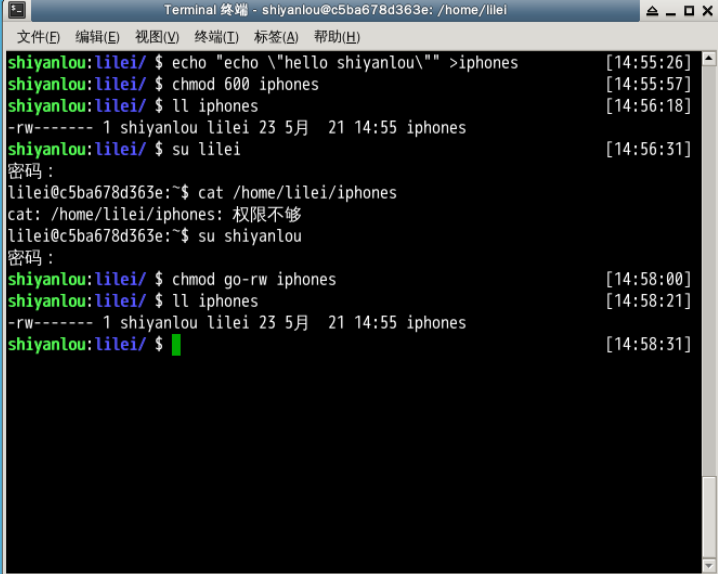 Terminal 终端 - shiyanlou@c5ba678d363e: /home/lilei
文件(F) 编辑(E) 视图(V) 终端(T) 标签(A) 帮助(H)
shiyanlou:lilei/ $ echo "echo \"hello shiyanlou\"" >iphones [14:55:26]
shiyanlou:lilei/ $ chmod 600 iphones [14:55:57]
shiyanlou:lilei/ $ ll iphones [14:56:18]
-rw------- 1 shiyanlou lilei 23 5月  21 14:55 iphones
shiyanlou:lilei/ $ su lilei [14:56:31]
密码：
lilei@c5ba678d363e:~$ cat /home/lilei/iphones
cat: /home/lilei/iphones: 权限不够
lilei@c5ba678d363e:~$ su shiyanlou
密码：
shiyanlou:lilei/ $ chmod go-rw iphones [14:58:00]
shiyanlou:lilei/ $ ll iphones [14:58:21]
-rw------- 1 shiyanlou lilei 23 5月  21 14:55 iphones
shiyanlou:lilei/ $ [14:58:31]